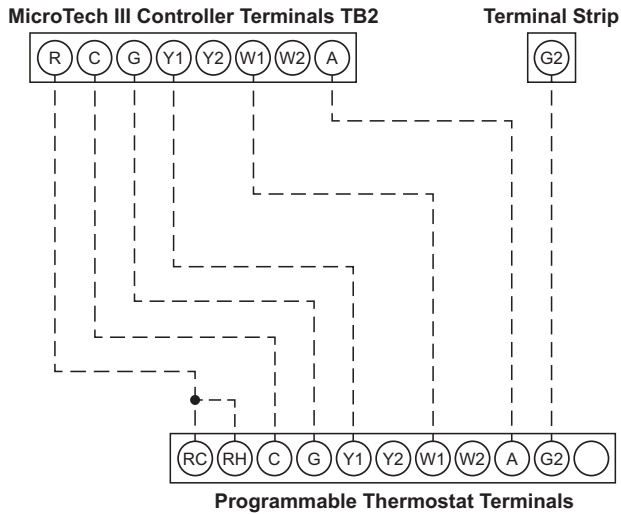 MicroTech III Controller Terminals TB2
Terminal Strip
R C G Y1 Y2 W1 W2 A
G2
RC RH C G Y1 Y2 W1 W2 A G2
Programmable Thermostat Terminals